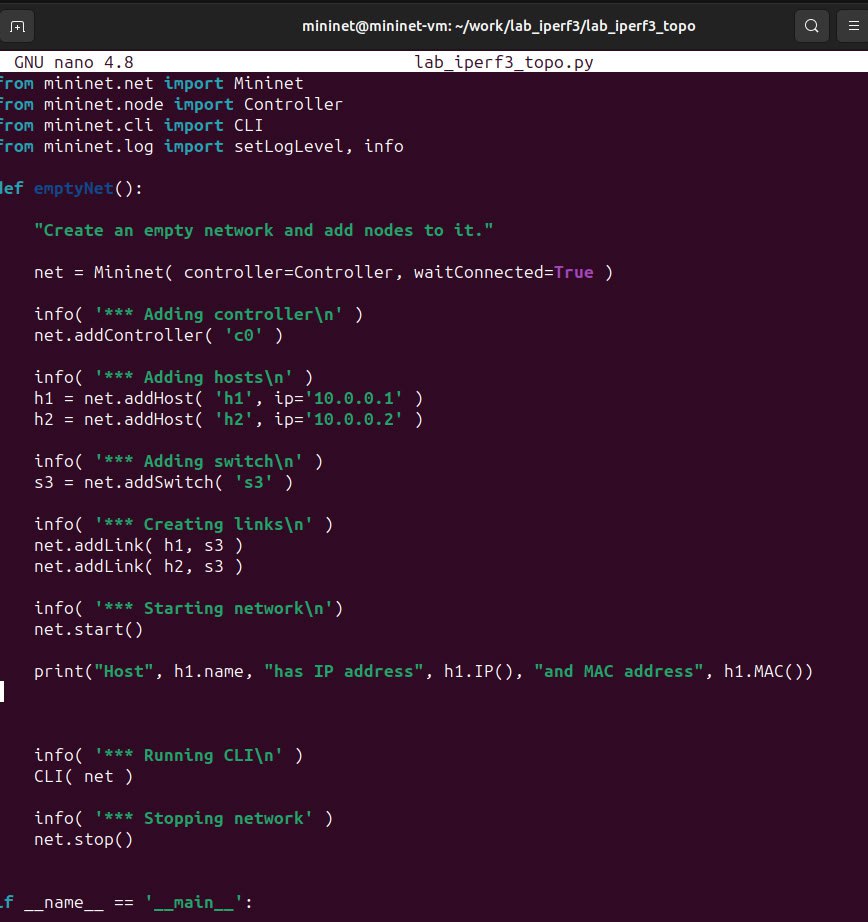 mininet@mininet-vm: ~/work/lab_iperf3/lab_iperf3_topo
GNU nano 4.8 lab_iperf3_topo.py
from mininet.net import Mininet
from mininet.node import Controller
from mininet.cli import CLI
from mininet.log import setLogLevel, info
def emptyNet():
"Create an empty network and add nodes to it."
net = Mininet( controller=Controller, waitConnected=True )
info( '*** Adding controller\n' )
net.addController( 'c0' )
info( '*** Adding hosts\n' )
h1 = net.addHost( 'h1', ip='10.0.0.1' )
h2 = net.addHost( 'h2', ip='10.0.0.2' )
info( '*** Adding switch\n' )
s3 = net.addSwitch( 's3' )
info( '*** Creating links\n' )
net.addLink( h1, s3 )
net.addLink( h2, s3 )
info( '*** Starting network\n')
net.start()
print("Host", h1.name, "has IP address", h1.IP(), "and MAC address", h1.MAC())
info( '*** Running CLI\n' )
CLI( net )
info( '*** Stopping network' )
net.stop()
if __name__ == '__main__':